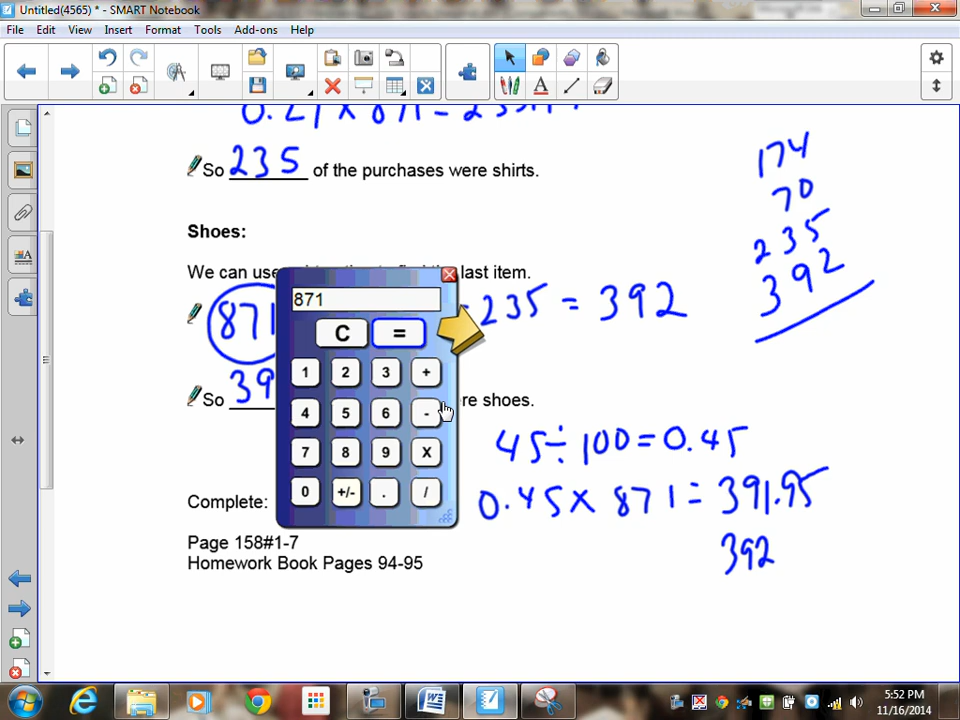 Untitled(4565) * - SMART Notebook
File Edit View Insert Format Tools Add-ons Help
So 235 of the purchases were shirts.
174
70
235
392
Shoes:
We can use last item.
871 235 = 392
871
C =
1 2 3 +
4 5 6 -
7 8 9 X
0 +/- . /
So 39 re shoes.
45 ÷ 100 = 0.45
0.45 X 871 = 391.95
392
Complete:
Page 158#1-7
Homework Book Pages 94-95
5:52 PM
11/16/2014